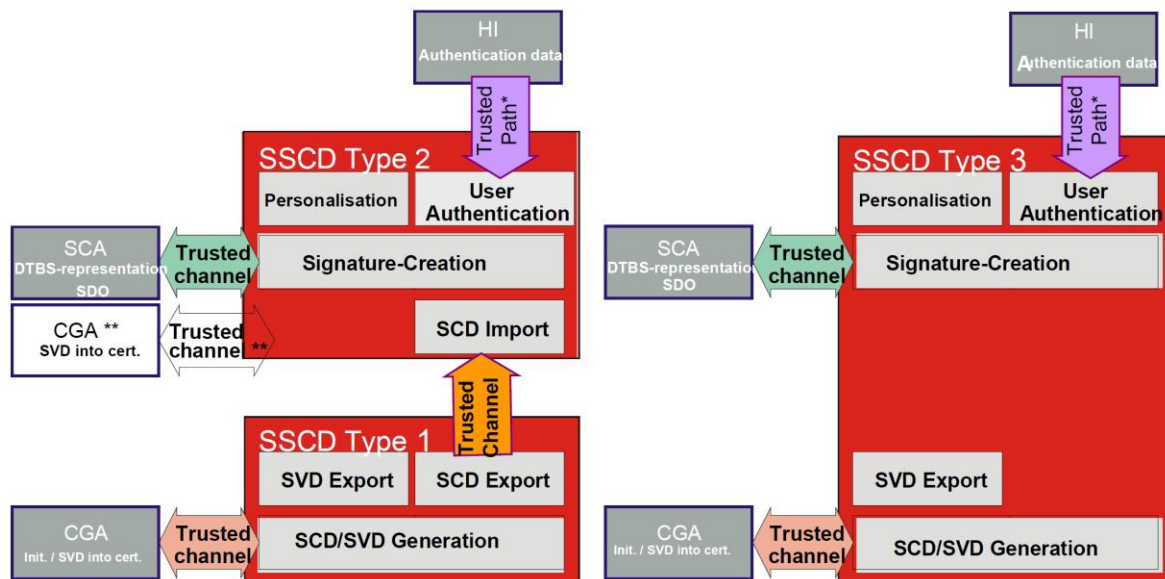 HI
Authentication data
Trusted
Path*
SSCD Type 2
Personalisation
User
Authentication
SCA
DTBS-representation
SDO
Trusted
channel
Signature-Creation
CGA **
SVD into cert.
Trusted
channel **
SCD Import
Trusted
Channel
SSCD Type 1
SVD Export
SCD Export
CGA
Init. / SVD into cert.
Trusted
channel
SCD/SVD Generation
HI
Authentication data
Trusted
Path*
SSCD Type 3
Personalisation
User
Authentication
SCA
DTBS-representation
SDO
Trusted
channel
Signature-Creation
SVD Export
CGA
Init. / SVD into cert.
Trusted
channel
SCD/SVD Generation